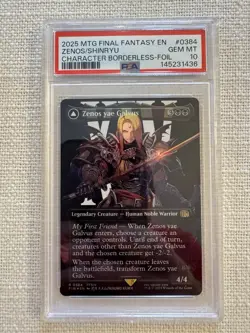 2025 MTG FINAL FANTASY EN #0384
ZENOS/SHINRYU GEM MT
CHARACTER BORDERLESS-FOIL 10
PSA 145231436
Zenos yae Galvus
Legendary Creature — Human Noble Warrior
My First Friend — When Zenos yae
Galvus enters, choose a creature an
opponent controls. Until end of turn,
creatures other than Zenos yae Galvus
and the chosen creature get -2/-2.
When the chosen creature leaves
the battlefield, transform Zenos yae
Galvus.
4/4